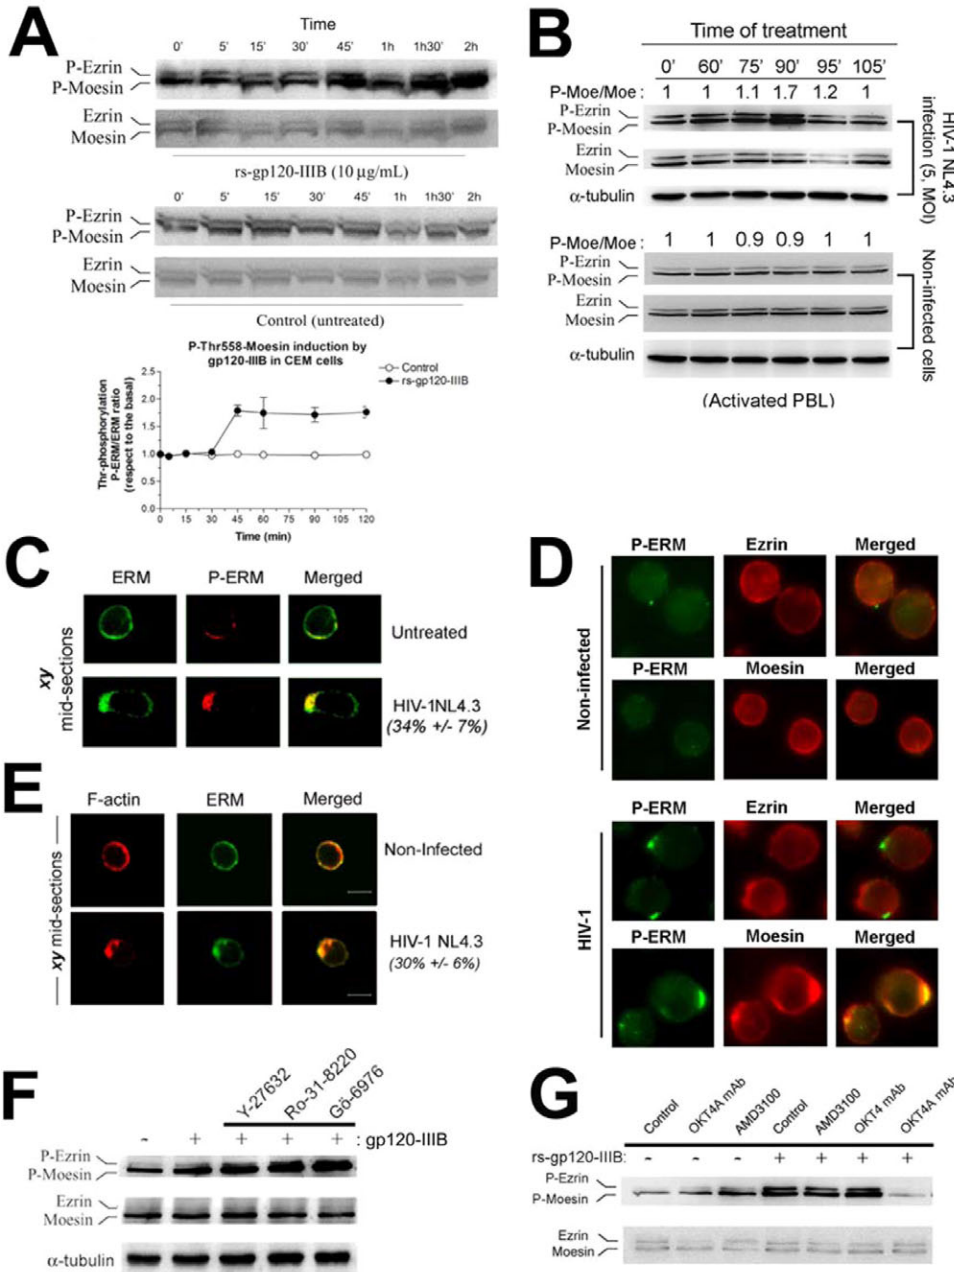 A
Time
0' 5' 15' 30' 45' 1h 1h30' 2h
P-Ezrin
P-Moesin
Ezrin
Moesin
rs-gp120-IIIB (10 µg/mL)
0' 5' 15' 30' 45' 1h 1h30' 2h
P-Ezrin
P-Moesin
Ezrin
Moesin
Control (untreated)
P-Thr558-Moesin induction by
gp120-IIIB in CEM cells
Control
rs-gp120-IIIB
Thr-phosphorylation
P-ERM/ERM ratio
(respect to the basal)
2.5
2.0
1.5
1.0
0.5
0.0
0 15 30 45 60 75 90 105 120
Time (min)
B
Time of treatment
0' 60' 75' 90' 95' 105'
P-Moe/Moe : 1 1 1.1 1.7 1.2 1
P-Ezrin
P-Moesin
Ezrin
Moesin
α-tubulin
HIV-1 NL4.3
infection (5, MOI)
P-Moe/Moe : 1 1 0.9 0.9 1 1
P-Ezrin
P-Moesin
Ezrin
Moesin
α-tubulin
Non-infected cells
(Activated PBL)
C
ERM P-ERM Merged
xy
mid-sections
Untreated
HIV-1NL4.3
(34% +/- 7%)
D
P-ERM Ezrin Merged
Non-infected
P-ERM Moesin Merged
P-ERM Ezrin Merged
HIV-1
P-ERM Moesin Merged
E
F-actin ERM Merged
xy mid-sections
Non-Infected
HIV-1 NL4.3
(30% +/- 6%)
F
Y-27632 Ro-31-8220 Gö-6976
- + + + + : gp120-IIIB
P-Ezrin
P-Moesin
Ezrin
Moesin
α-tubulin
G
Control OKT4A mAb AMD3100 Control AMD3100 OKT4 mAb OKT4A mAb
rs-gp120-IIIB: - - - + + + +
P-Ezrin
P-Moesin
Ezrin
Moesin